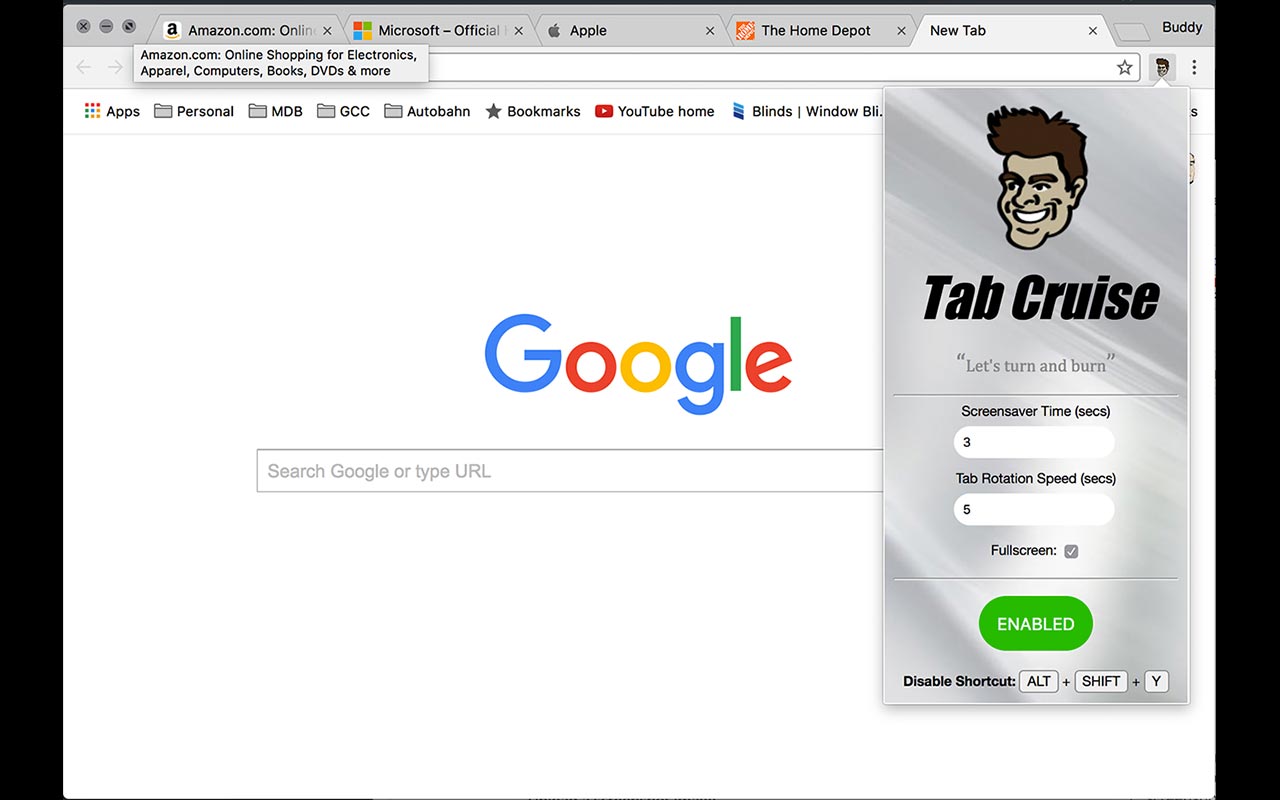 Amazon.com: Onlin
Microsoft – Official
Apple
The Home Depot
New Tab
Buddy
Amazon.com: Online Shopping for Electronics,
Apparel, Computers, Books, DVDs & more
Apps
Personal
MDB
GCC
Autobahn
Bookmarks
YouTube home
Blinds | Window Bli..
s
Google
Search Google or type URL
Tab Cruise
“Let's turn and burn”
Screensaver Time (secs)
3
Tab Rotation Speed (secs)
5
Fullscreen:
ENABLED
Disable Shortcut: ALT + SHIFT + Y